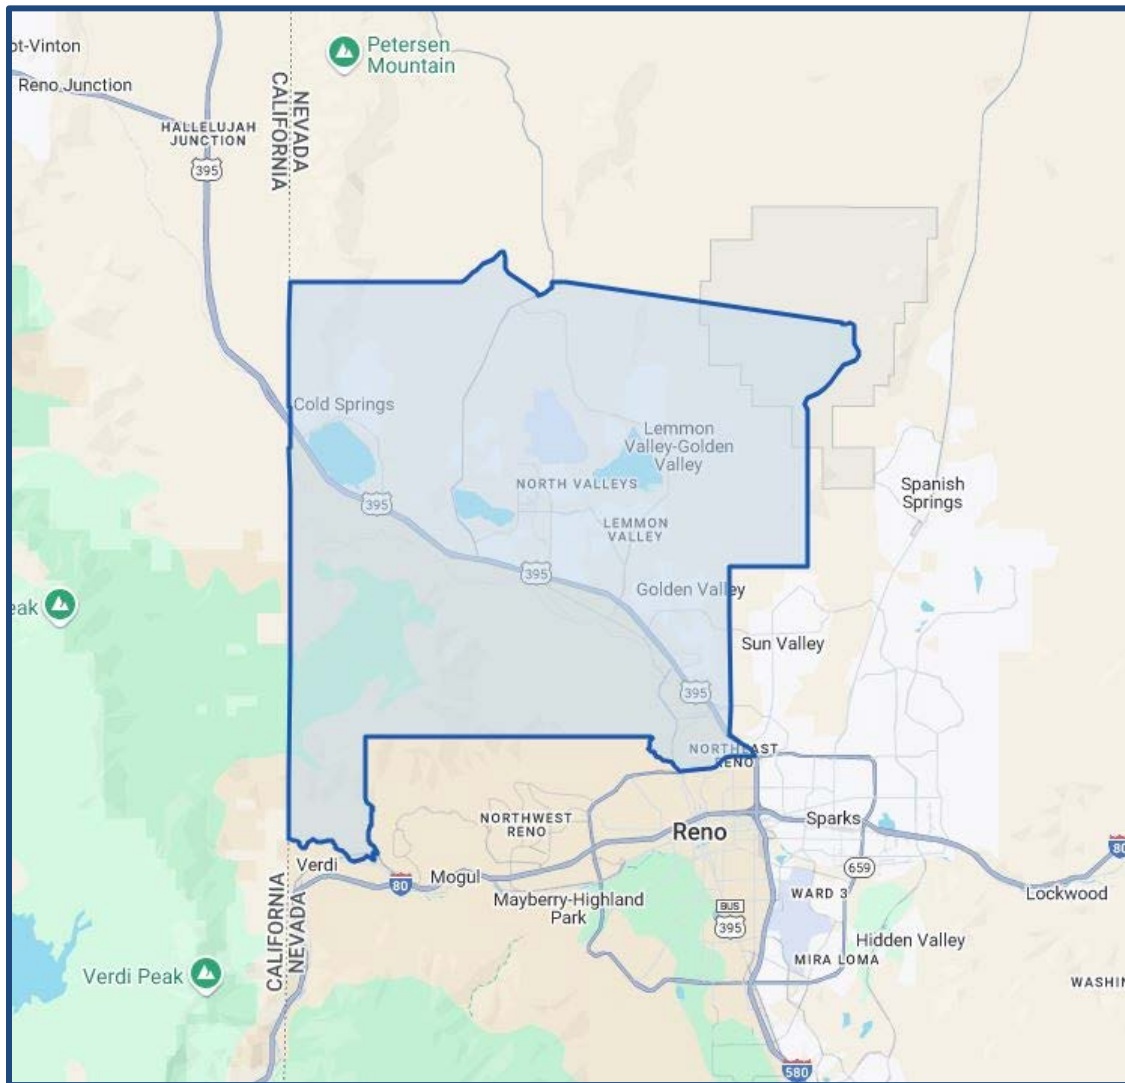 ot-Vinton
Petersen
Mountain
Reno Junction
HALLELUJAH
JUNCTION
395
NEVADA
CALIFORNIA
Cold Springs
Lemmon
Valley-Golden
Valley
NORTH VALLEYS
395
Spanish
Springs
LEMMON
VALLEY
395
Golden Valley
eak
Sun Valley
395
NORTHEAST
RENO
NORTHWEST
RENO
Reno
Sparks
Verdi
Mogul
80
659
80
Lockwood
Mayberry-Highland
Park
WARD 3
BUS
395
CALIFORNIA
NEVADA
Hidden Valley
MIRA LOMA
Verdi Peak
WASHIN
580